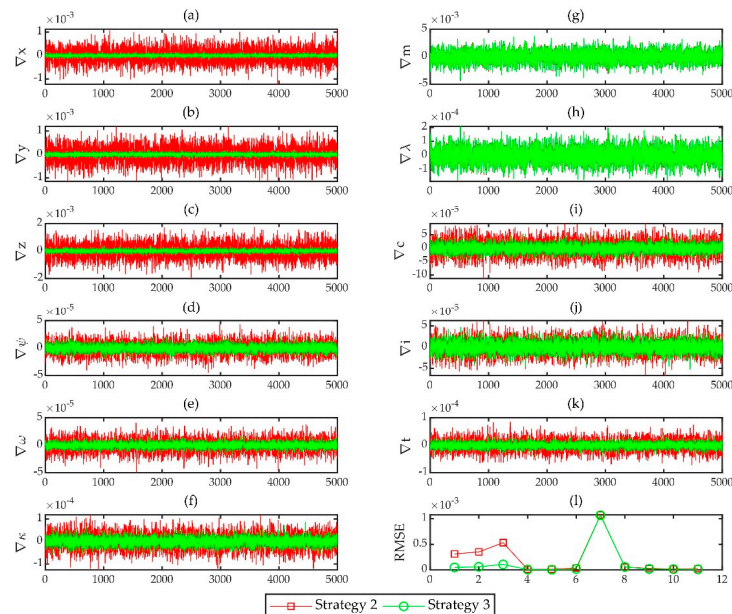 (a)
×10⁻³
∇x
1
0
-1
0 1000 2000 3000 4000 5000
(b)
×10⁻³
∇y
1
0
-1
0 1000 2000 3000 4000 5000
(c)
×10⁻³
∇z
2
0
-2
0 1000 2000 3000 4000 5000
(d)
×10⁻⁵
∇ψ
5
0
-5
0 1000 2000 3000 4000 5000
(e)
×10⁻⁵
∇ω
5
0
-5
0 1000 2000 3000 4000 5000
(f)
×10⁻⁴
∇κ
1
0
-1
0 1000 2000 3000 4000 5000
(g)
×10⁻³
∇m
5
0
-5
0 1000 2000 3000 4000 5000
(h)
×10⁻⁴
∇λ
2
1
0
-1
0 1000 2000 3000 4000 5000
(i)
×10⁻⁵
∇c
5
0
-5
-10
0 1000 2000 3000 4000 5000
(j)
×10⁻⁵
∇i
5
0
-5
0 1000 2000 3000 4000 5000
(k)
×10⁻⁴
∇t
1
0
-1
0 1000 2000 3000 4000 5000
(l)
×10⁻³
RMSE
1
0.5
0
0 2 4 6 8 10 12
Strategy 2 Strategy 3